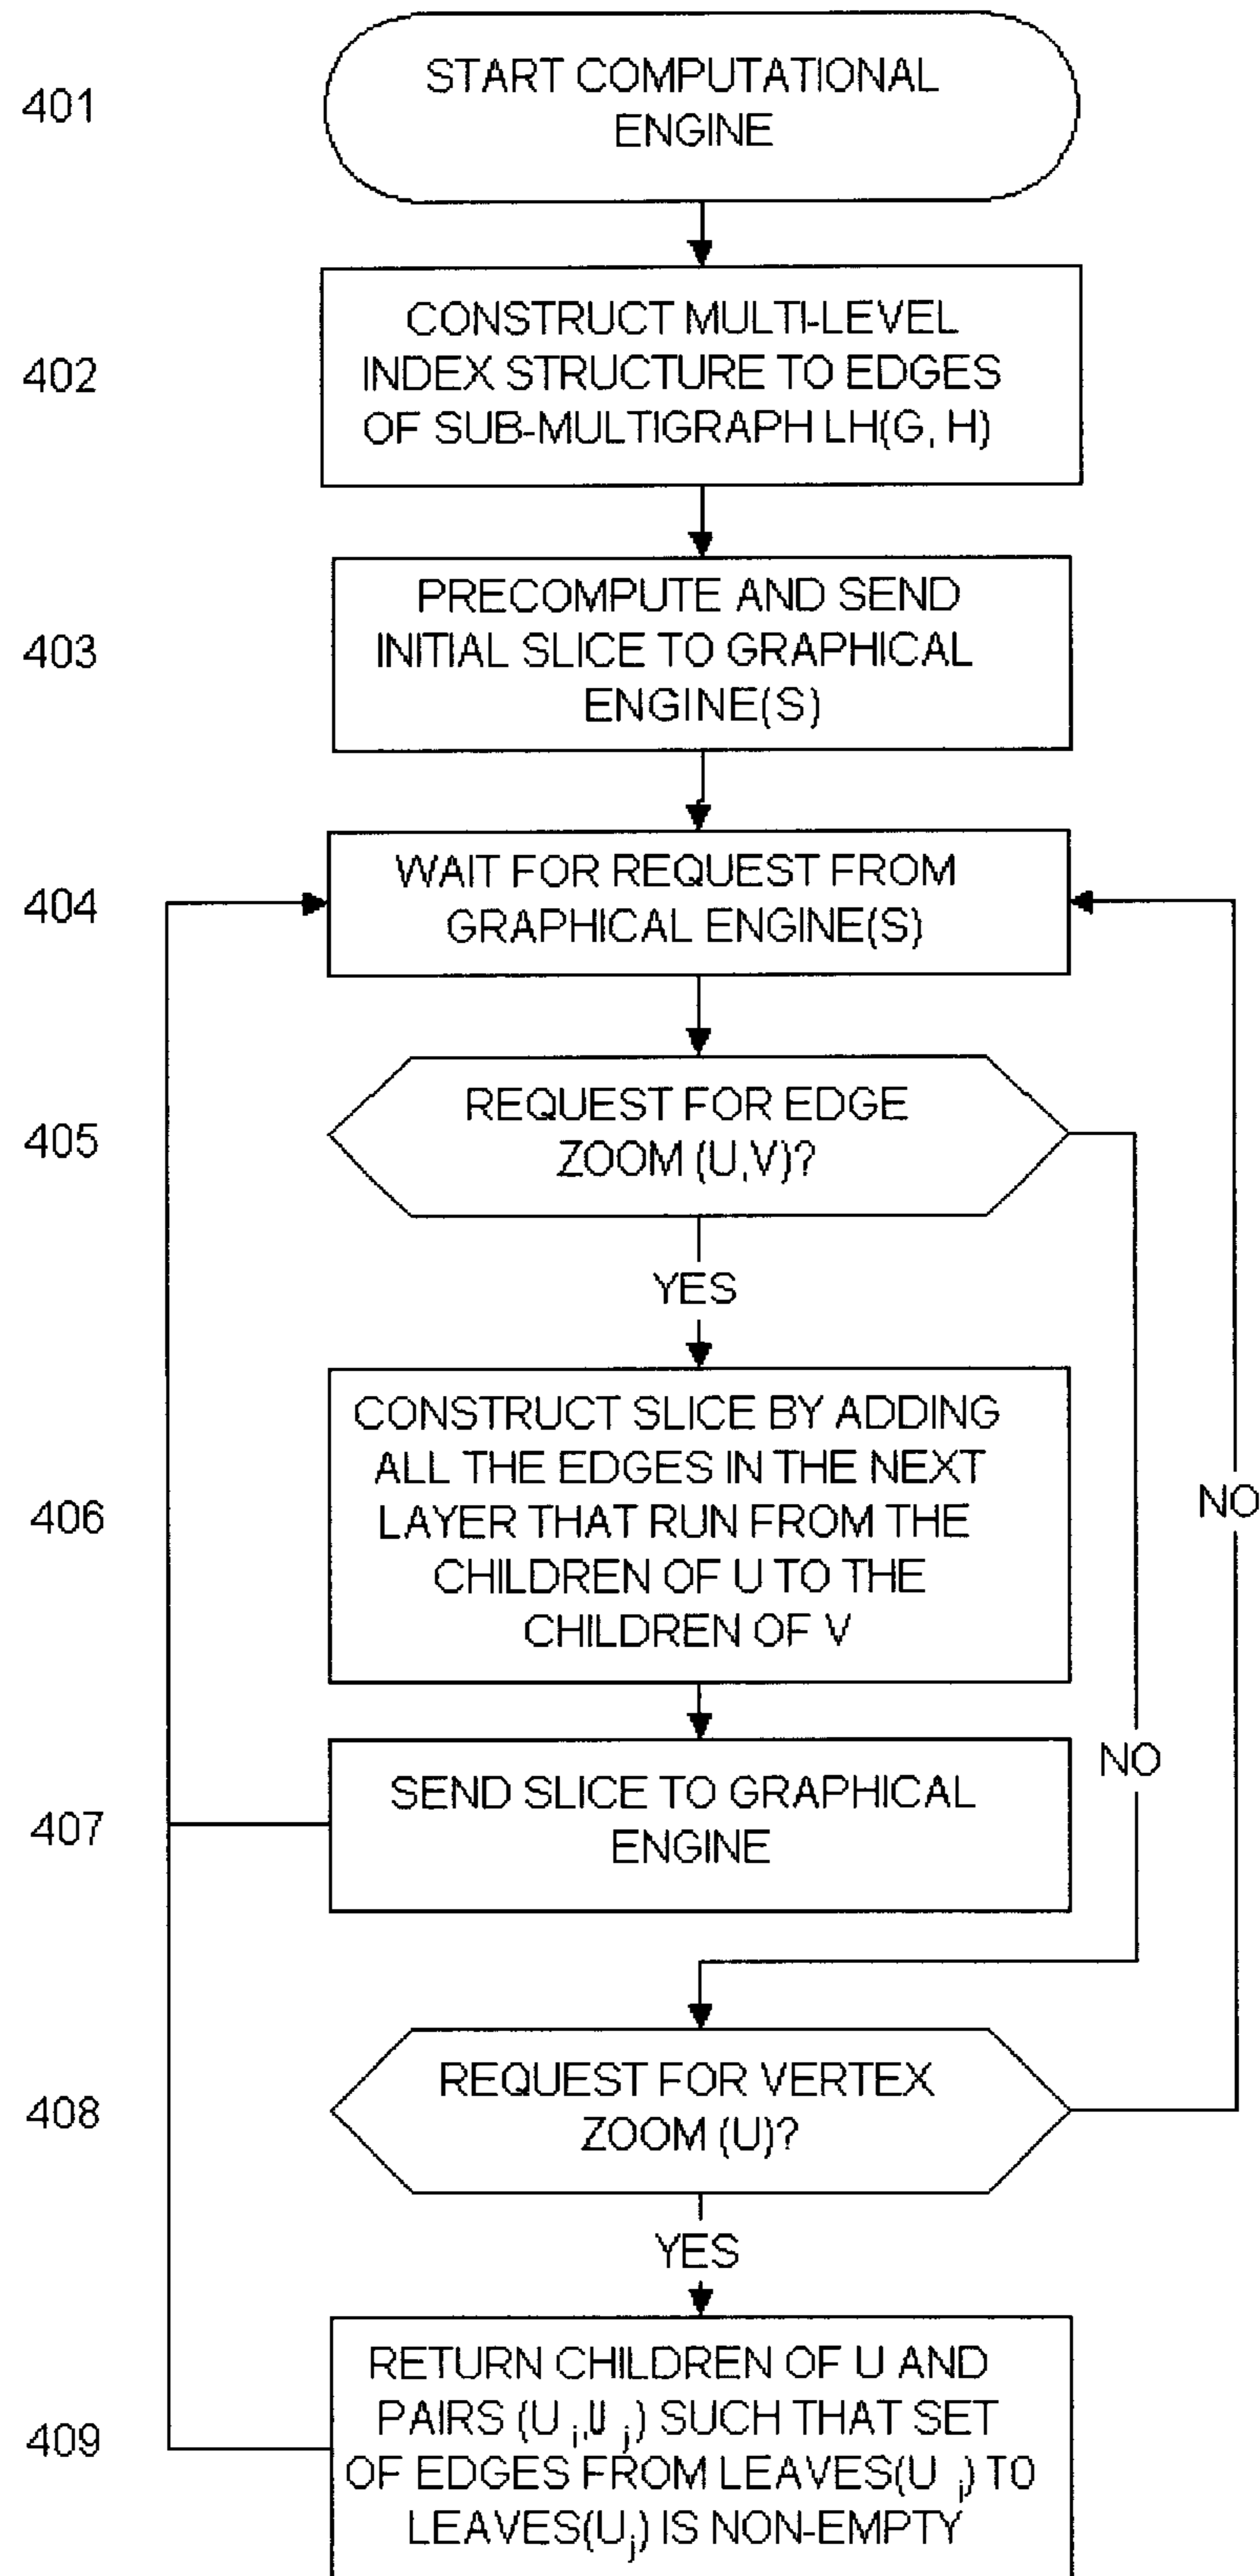 401
START COMPUTATIONAL
ENGINE
402
CONSTRUCT MULTI-LEVEL
INDEX STRUCTURE TO EDGES
OF SUB-MULTIGRAPH LH(G, H)
403
PRECOMPUTE AND SEND
INITIAL SLICE TO GRAPHICAL
ENGINE(S)
404
WAIT FOR REQUEST FROM
GRAPHICAL ENGINE(S)
405
REQUEST FOR EDGE
ZOOM (U,V)?
YES
406
CONSTRUCT SLICE BY ADDING
ALL THE EDGES IN THE NEXT
LAYER THAT RUN FROM THE
CHILDREN OF U TO THE
CHILDREN OF V
NO
NO
407
SEND SLICE TO GRAPHICAL
ENGINE
408
REQUEST FOR VERTEX
ZOOM (U)?
YES
409
RETURN CHILDREN OF U AND
PAIRS (U i,U j) SUCH THAT SET
OF EDGES FROM LEAVES(U i) TO
LEAVES(U j) IS NON-EMPTY